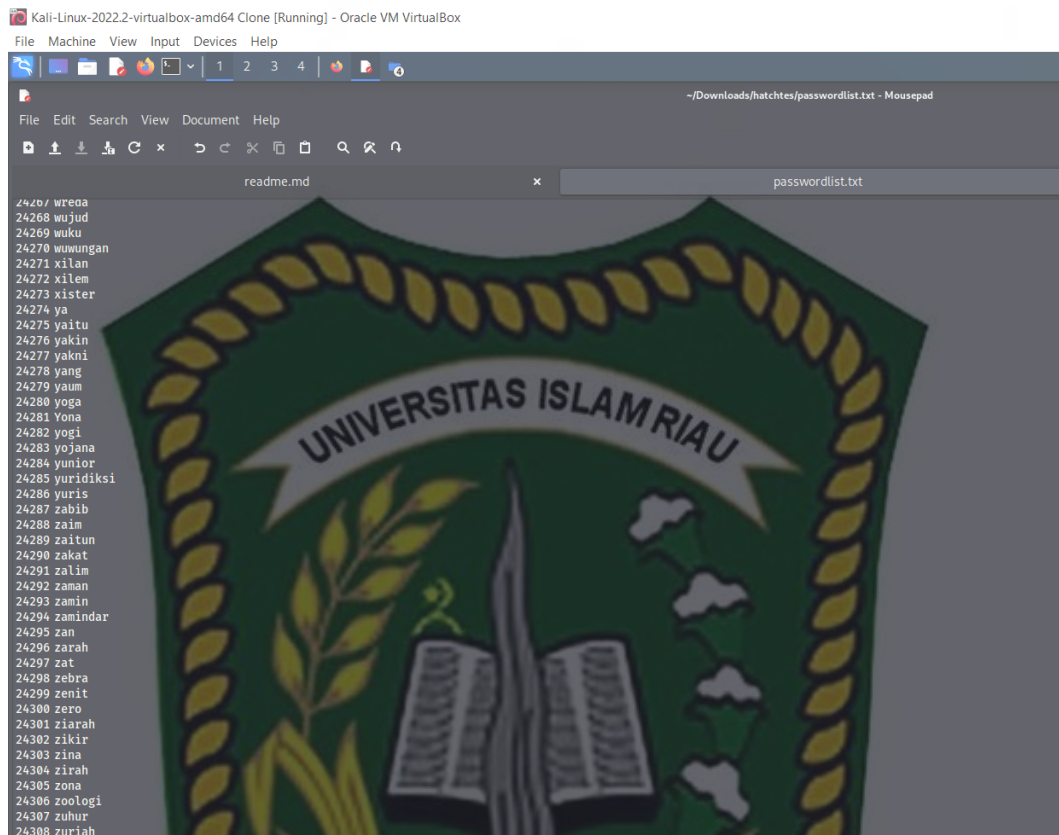 Kali-Linux-2022.2-virtualbox-amd64 Clone [Running] - Oracle VM VirtualBox
File Machine View Input Devices Help
1 2 3 4 4
~/Downloads/hatchtes/passwordlist.txt - Mousepad
File Edit Search View Document Help
readme.md passwordlist.txt
24267 wreda
24268 wujud
24269 wuku
24270 wuwungan
24271 xilan
24272 xilem
24273 xister
24274 ya
24275 yaitu
24276 yakin
24277 yakni
24278 yang
24279 yaum
24280 yoga
24281 Yona
24282 yogi
24283 yojana
24284 yunior
24285 yuridiksi
24286 yuris
24287 zabib
24288 zaim
24289 zaitun
24290 zakat
24291 zalim
24292 zaman
24293 zamin
24294 zamindar
24295 zan
24296 zarah
24297 zat
24298 zebra
24299 zenit
24300 zero
24301 ziarah
24302 zikir
24303 zina
24304 zirah
24305 zona
24306 zoologi
24307 zuhur
24308 zuriah
UNIVERSITAS ISLAM RIAU